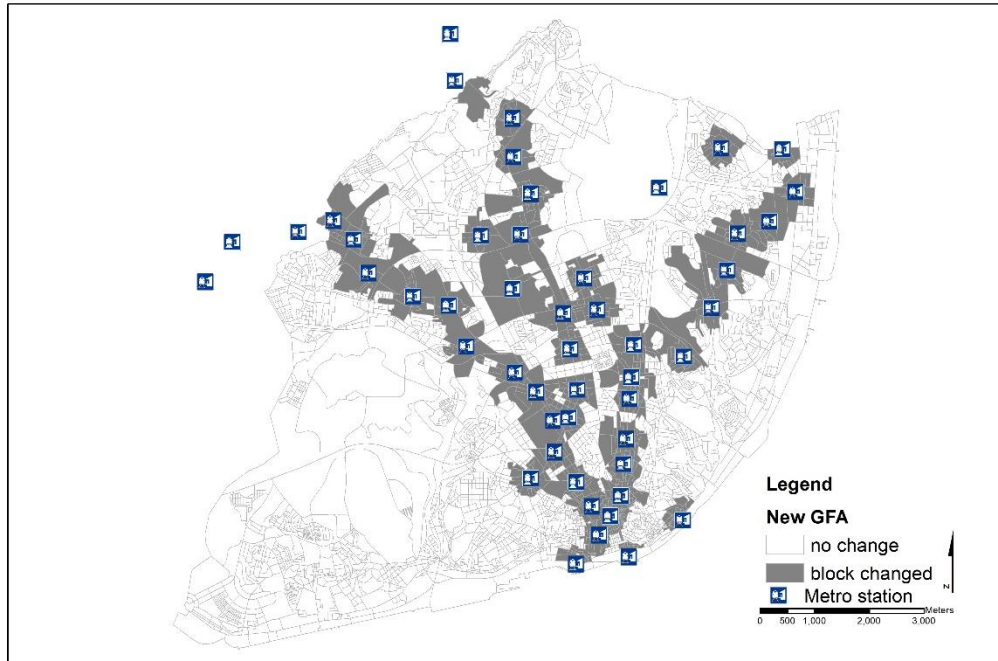 Legend
New GFA
no change
block changed
Metro station
N
Meters
0 500 1,000 2,000 3,000